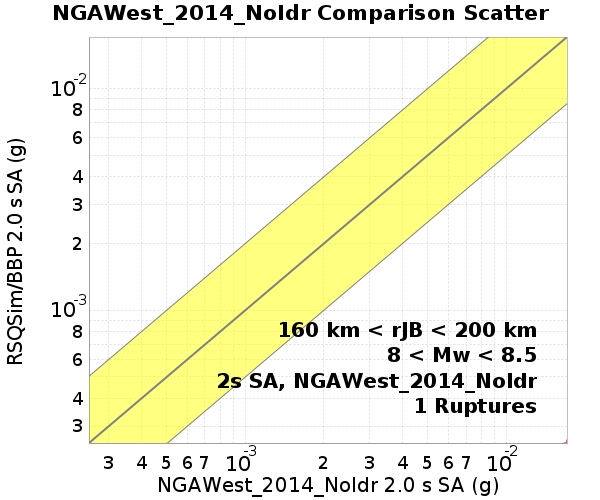 NGAWest_2014_NoIdr Comparison Scatter
RSQSim/BBP 2.0 s SA (g)
10-2
8
6
4
3
2
10-3
8
6
4
3
160 km < rJB < 200 km
8 < Mw < 8.5
2s SA, NGAWest_2014_NoIdr
1 Ruptures
3 4 5 6 7 10-3 2 3 4 5 6 7 10-2
NGAWest_2014_NoIdr 2.0 s SA (g)